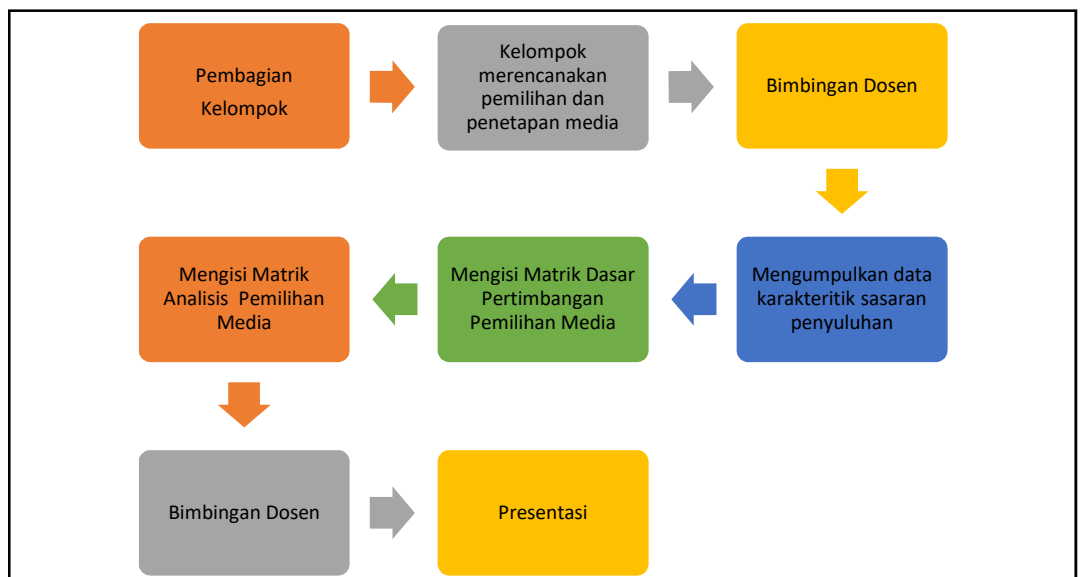 Pembagian
Kelompok
Kelompok
merencanakan
pemilihan dan
penetapan media
Bimbingan Dosen
Mengumpulkan data
karakteritik sasaran
penyuluhan
Mengisi Matrik Dasar
Pertimbangan
Pemilihan Media
Mengisi Matrik
Analisis Pemilihan
Media
Bimbingan Dosen
Presentasi